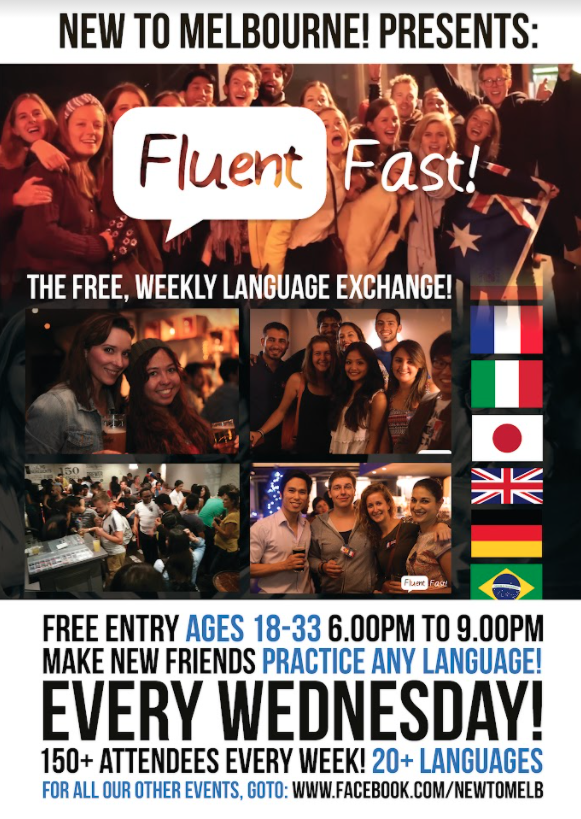 NEW TO MELBOURNE! PRESENTS:
Fluent Fast!
THE FREE, WEEKLY LANGUAGE EXCHANGE!
Fluent Fast!
FREE ENTRY AGES 18-33 6.00PM TO 9.00PM
MAKE NEW FRIENDS PRACTICE ANY LANGUAGE!
EVERY WEDNESDAY!
150+ ATTENDEES EVERY WEEK! 20+ LANGUAGES
FOR ALL OUR OTHER EVENTS, GOTO: WWW.FACEBOOK.COM/NEWTOMELB